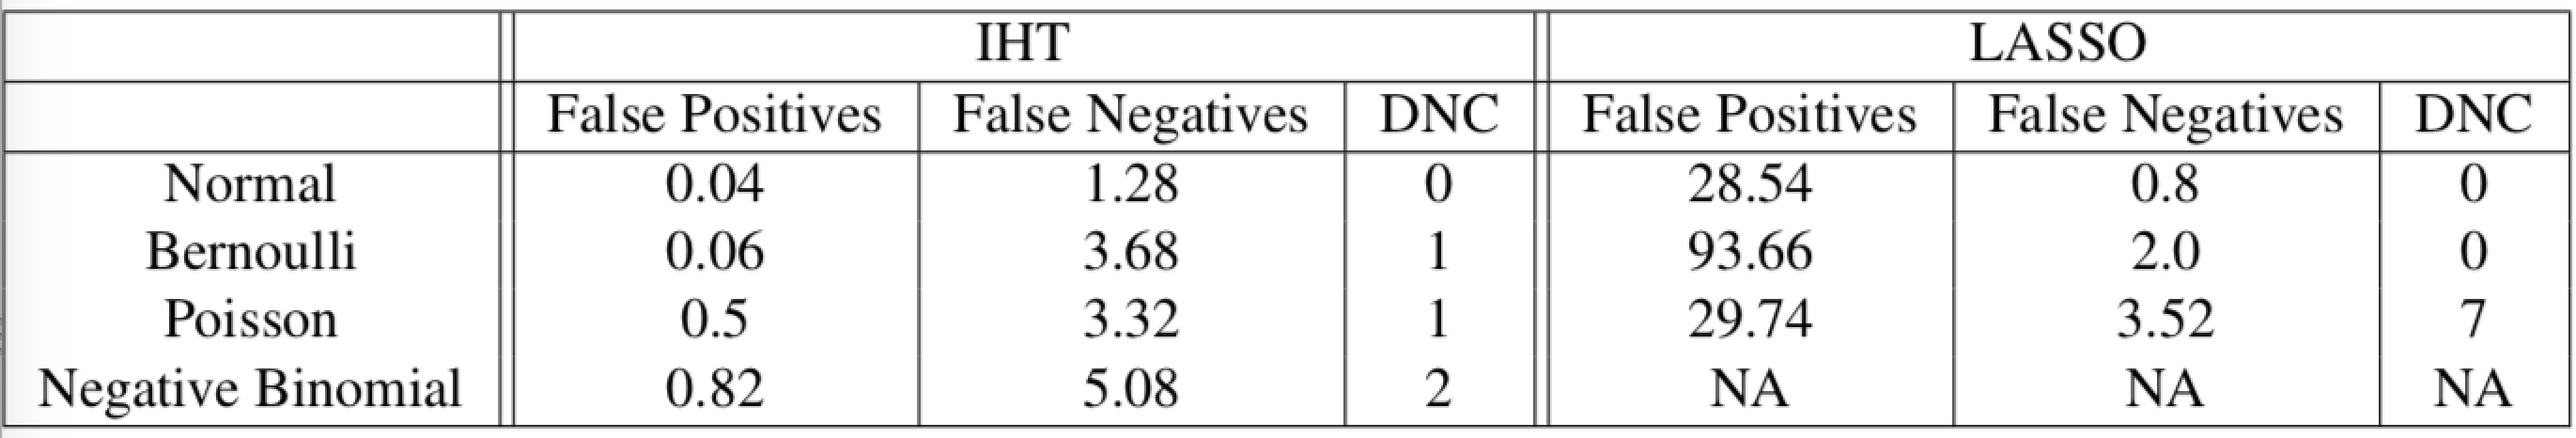 IHT LASSO
False Positives False Negatives DNC False Positives False Negatives DNC
Normal 0.04 1.28 0 28.54 0.8 0
Bernoulli 0.06 3.68 1 93.66 2.0 0
Poisson 0.5 3.32 1 29.74 3.52 7
Negative Binomial 0.82 5.08 2 NA NA NA